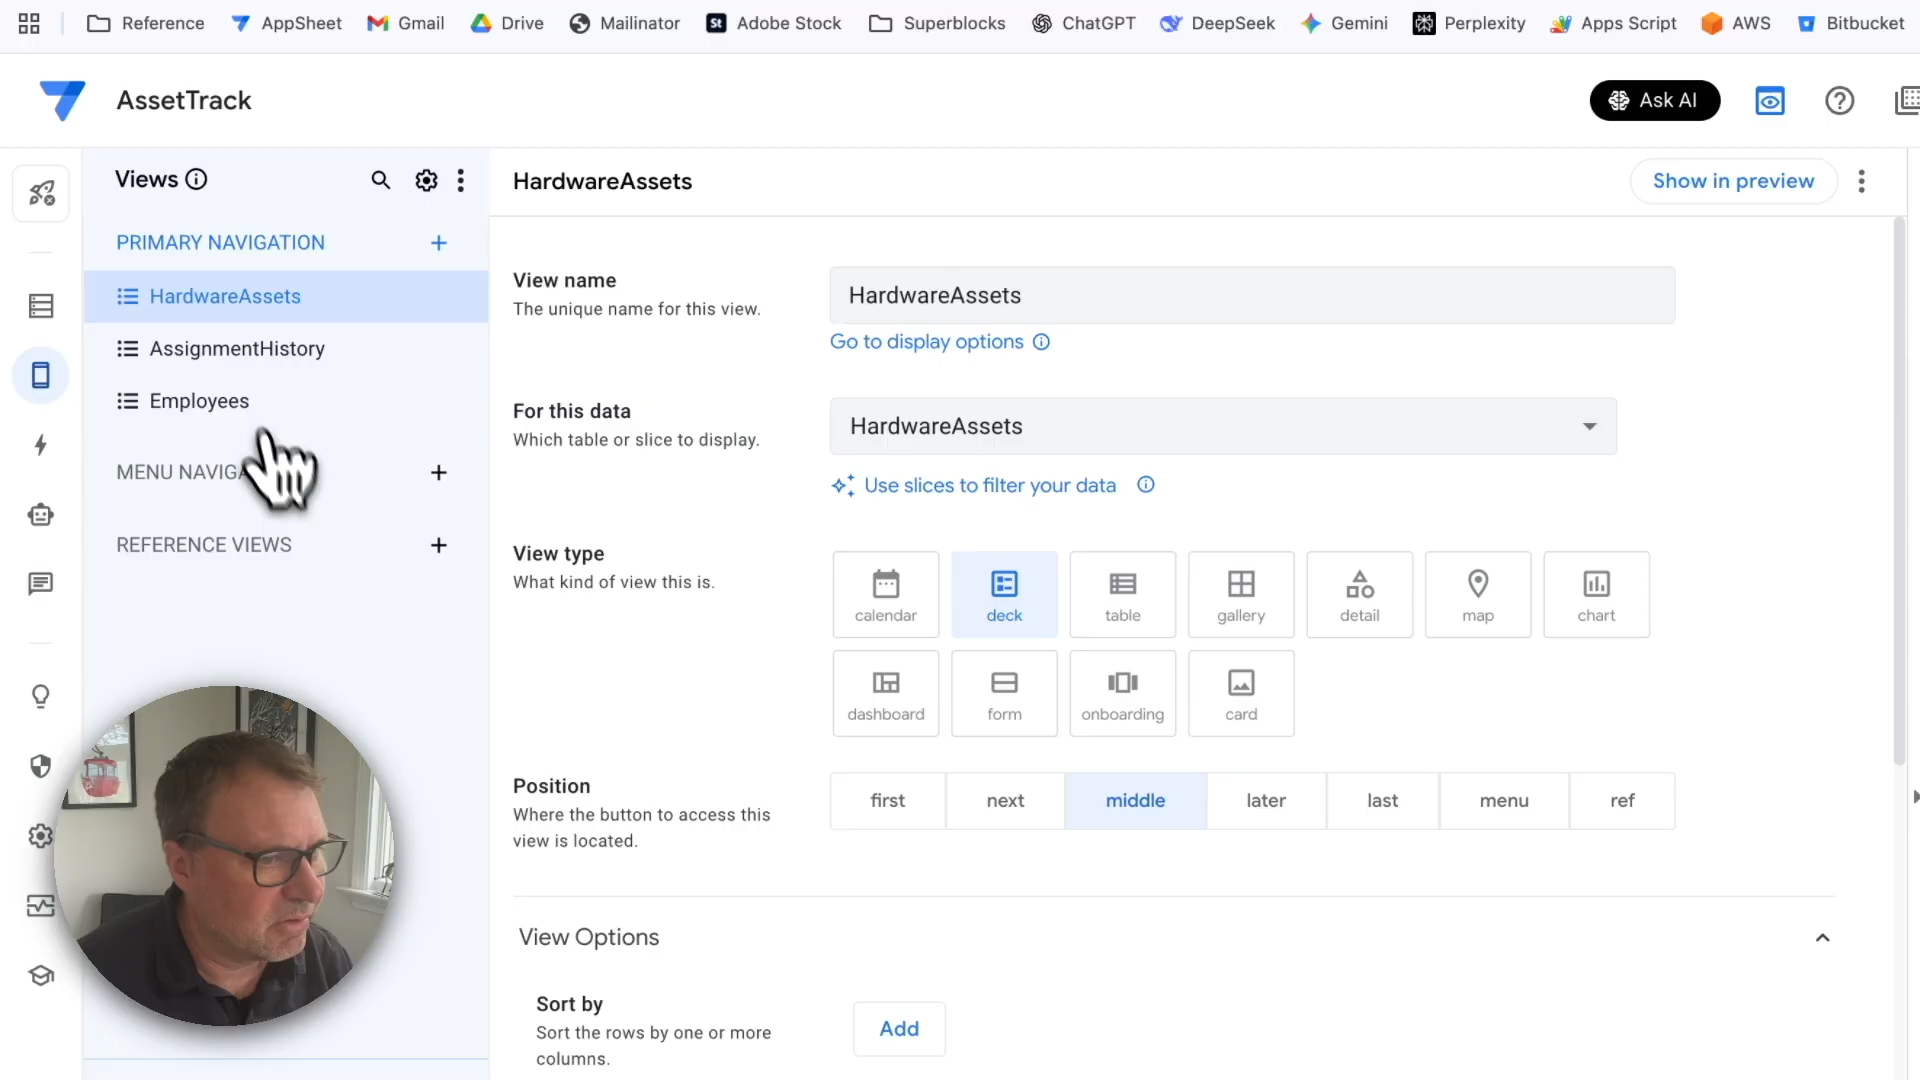 Reference
AppSheet
Gmail
Drive
Mailinator
St
Adobe Stock
Superblocks
ChatGPT
DeepSeek
Gemini
Perplexity
Apps Script
AWS
Bitbucket
AssetTrack
Ask AI
Views
PRIMARY NAVIGATION
HardwareAssets
AssignmentHistory
Employees
MENU NAVIGA
REFERENCE VIEWS
HardwareAssets
Show in preview
View name
The unique name for this view.
HardwareAssets
Go to display options
For this data
Which table or slice to display.
HardwareAssets
Use slices to filter your data
View type
What kind of view this is.
calendar
deck
table
gallery
detail
map
chart
dashboard
form
onboarding
card
Position
Where the button to access this
view is located.
first
next
middle
later
last
menu
ref
View Options
Sort by
Sort the rows by one or more
columns.
Add